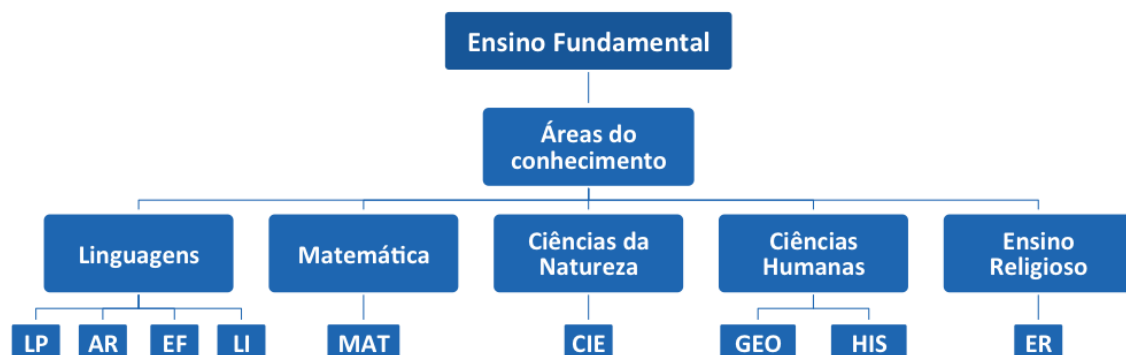 Ensino Fundamental
Áreas do
conhecimento
Linguagens
Matemática
Ciências da
Natureza
Ciências
Humanas
Ensino
Religioso
LP
AR
EF
LI
MAT
CIE
GEO
HIS
ER